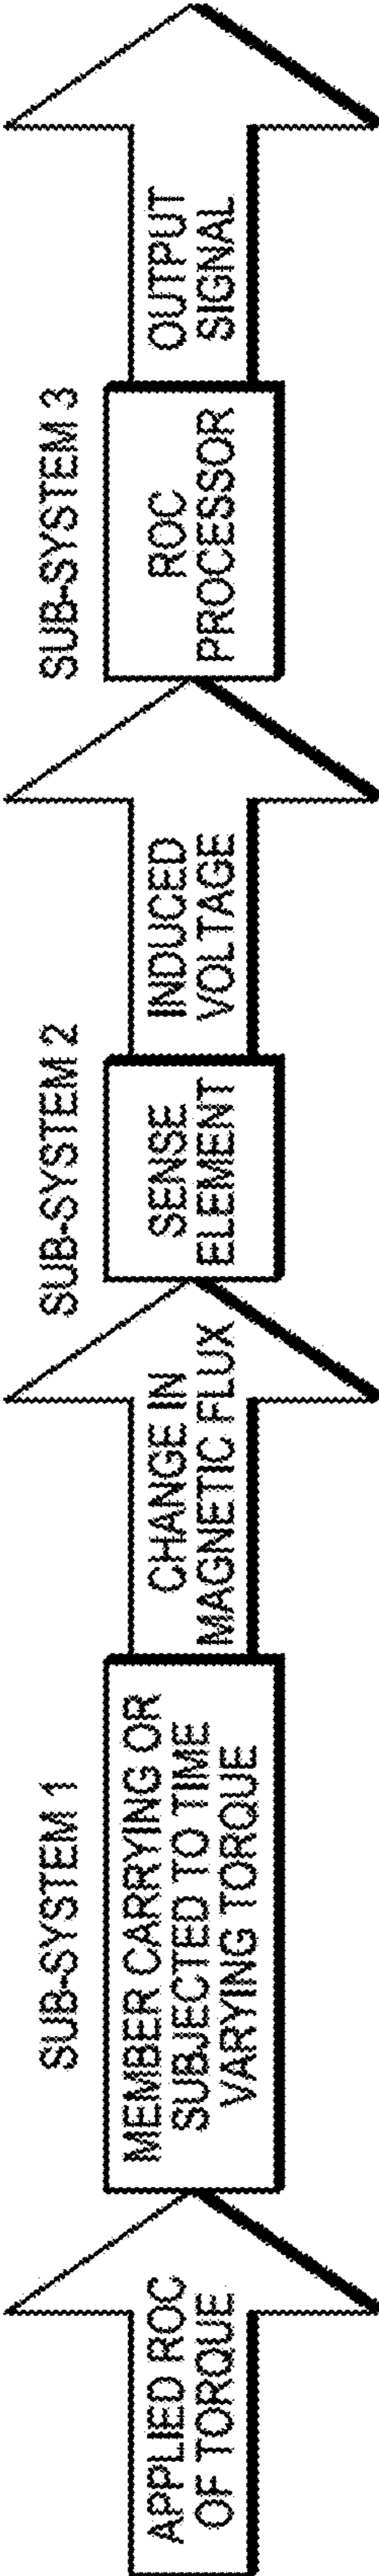 APPLIED ROC
OF TORQUE
SUB-SYSTEM 1
MEMBER CARRYING OR
SUBJECTED TO TIME
VARYING TORQUE
CHANGE IN
MAGNETIC FLUX
SUB-SYSTEM 2
SENSE
ELEMENT
INDUCED
VOLTAGE
SUB-SYSTEM 3
ROC
PROCESSOR
OUTPUT
SIGNAL